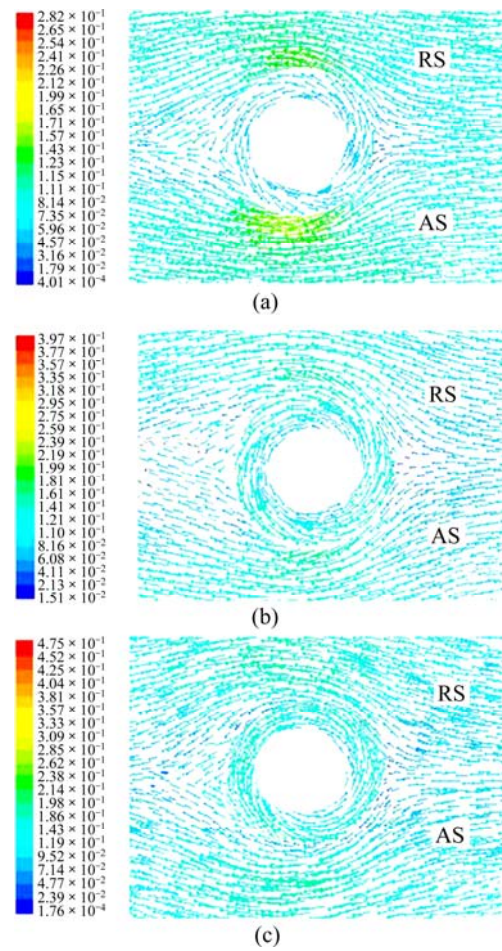 2.82 × 10⁻¹
2.65 × 10⁻¹
2.54 × 10⁻¹
2.41 × 10⁻¹
2.26 × 10⁻¹
2.12 × 10⁻¹
1.99 × 10⁻¹
1.65 × 10⁻¹
1.71 × 10⁻¹
1.57 × 10⁻¹
1.43 × 10⁻¹
1.23 × 10⁻¹
1.15 × 10⁻¹
1.11 × 10⁻¹
8.14 × 10⁻²
7.35 × 10⁻²
5.96 × 10⁻²
4.57 × 10⁻²
3.16 × 10⁻²
1.79 × 10⁻²
4.01 × 10⁻⁴
RS
AS
(a)
3.97 × 10⁻¹
3.77 × 10⁻¹
3.57 × 10⁻¹
3.35 × 10⁻¹
3.18 × 10⁻¹
2.95 × 10⁻¹
2.75 × 10⁻¹
2.59 × 10⁻¹
2.39 × 10⁻¹
2.19 × 10⁻¹
1.99 × 10⁻¹
1.81 × 10⁻¹
1.61 × 10⁻¹
1.41 × 10⁻¹
1.21 × 10⁻¹
1.10 × 10⁻¹
8.16 × 10⁻²
6.08 × 10⁻²
4.11 × 10⁻²
2.13 × 10⁻²
1.51 × 10⁻²
RS
AS
(b)
4.75 × 10⁻¹
4.52 × 10⁻¹
4.25 × 10⁻¹
4.04 × 10⁻¹
3.81 × 10⁻¹
3.57 × 10⁻¹
3.33 × 10⁻¹
3.09 × 10⁻¹
2.85 × 10⁻¹
2.62 × 10⁻¹
2.38 × 10⁻¹
2.14 × 10⁻¹
1.98 × 10⁻¹
1.86 × 10⁻¹
1.43 × 10⁻¹
1.19 × 10⁻¹
9.52 × 10⁻²
7.14 × 10⁻²
4.77 × 10⁻²
2.42 × 10⁻²
1.76 × 10⁻⁴
RS
AS
(c)